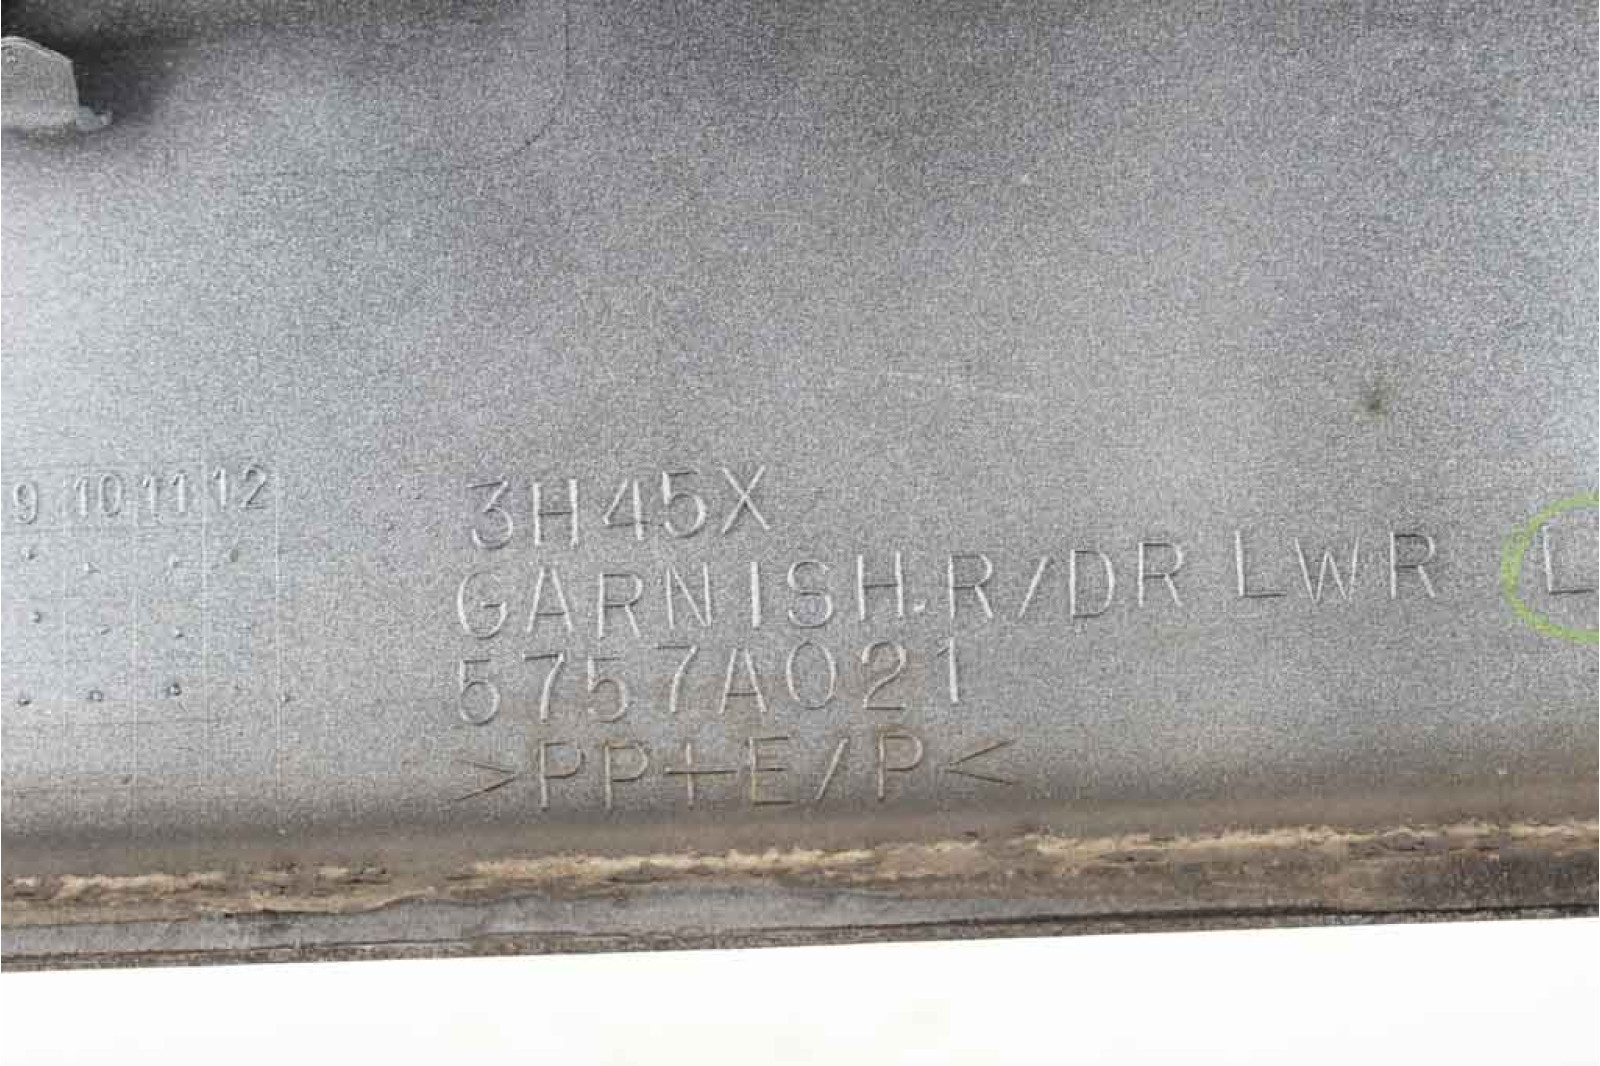 9 10 11 12
3H45X
GARNISH.R/DR LWR L
5757A021
>PP+E/P<